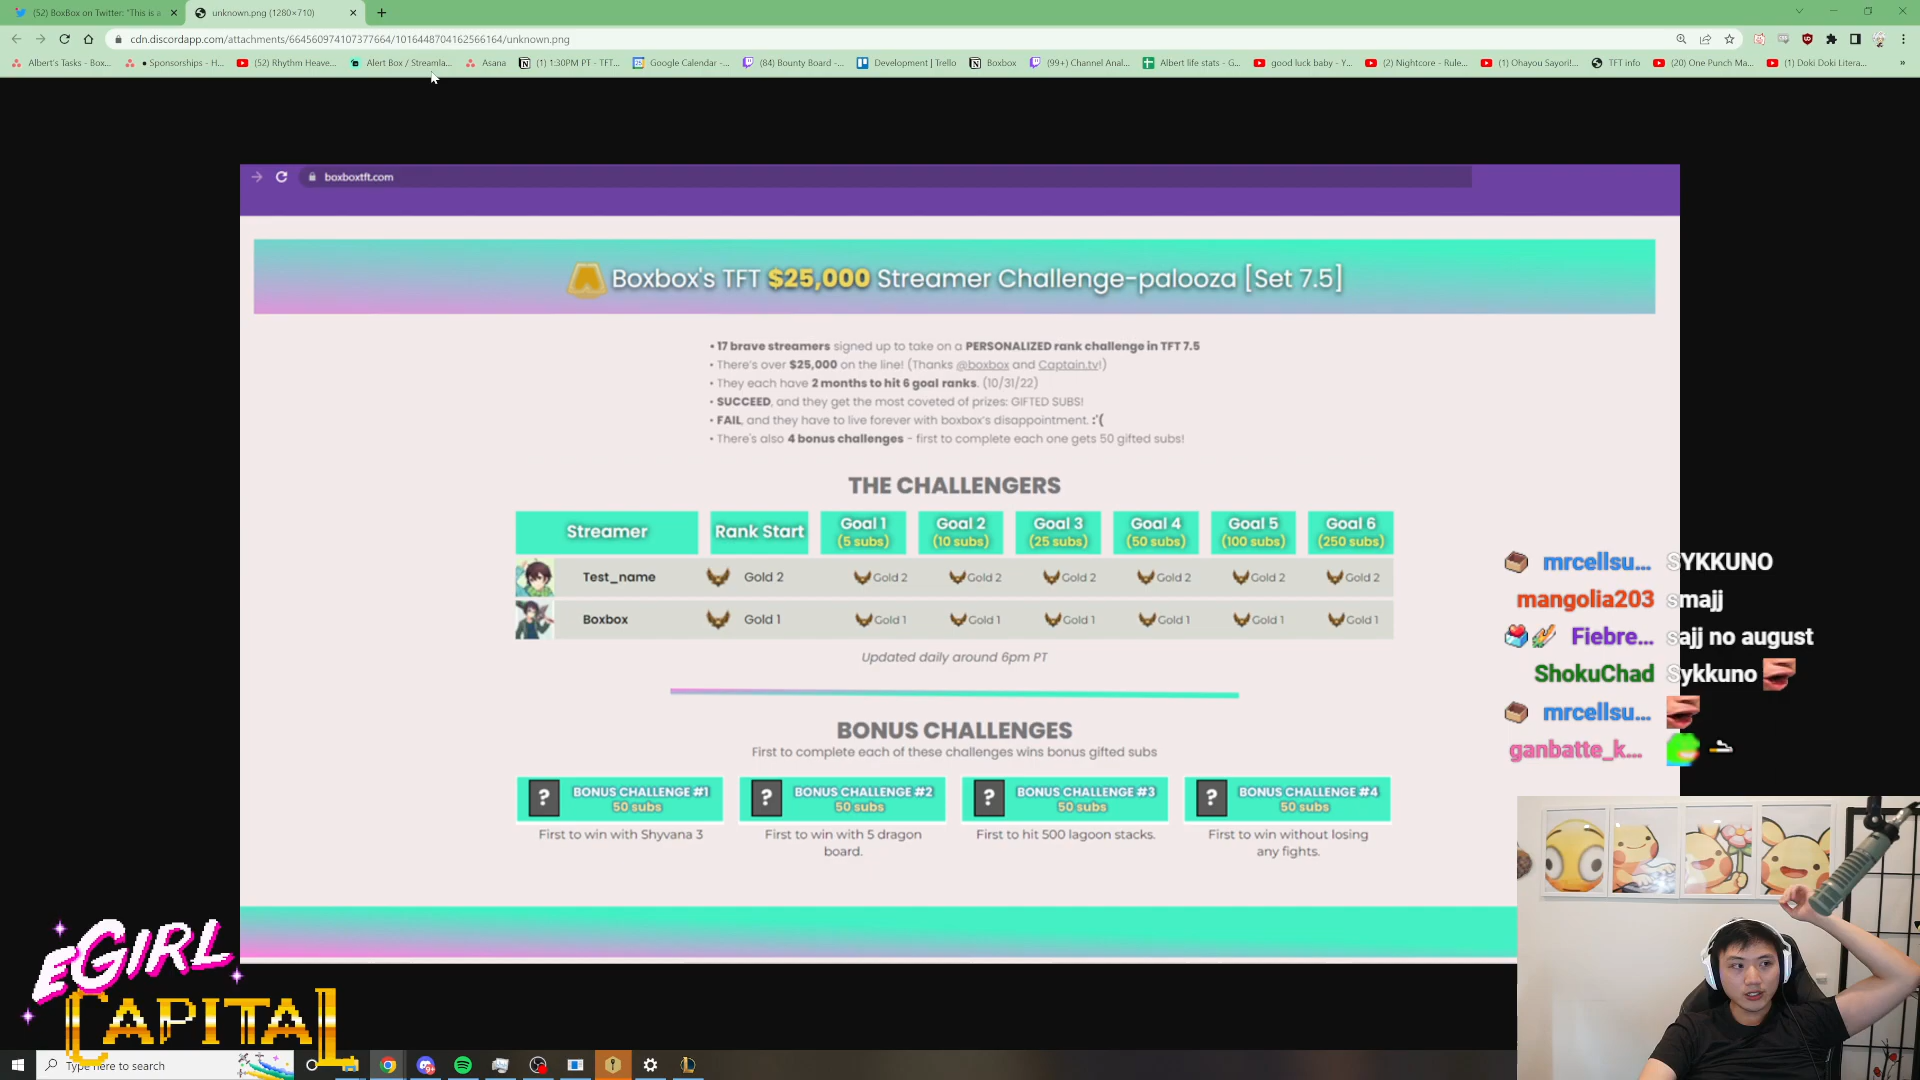 (52) BoxBox on Twitter: "This is a
unknown.png (1280×710)
cdn.discordapp.com/attachments/664560974107377664/1016448704162566164/unknown.png
Albert's Tasks - Box...
• Sponsorships - H...
(52) Rhythm Heave...
Alert Box / Streamla...
Asana
(1) 1:30PM PT - TFT...
Google Calendar -...
(84) Bounty Board -...
Development | Trello
Boxbox
(99+) Channel Anal...
Albert life stats - G...
good luck baby - Y...
(2) Nightcore - Rule...
(1) Ohayou Sayori!...
TFT info
(20) One Punch Ma...
(1) Doki Doki Litera...
boxboxtft.com
Boxbox's TFT $25,000 Streamer Challenge-palooza [Set 7.5]
• 17 brave streamers signed up to take on a PERSONALIZED rank challenge in TFT 7.5
• There's over $25,000 on the line! (Thanks @boxbox and Captain.tv!)
• They each have 2 months to hit 6 goal ranks. (10/31/22)
• SUCCEED, and they get the most coveted of prizes: GIFTED SUBS!
• FAIL, and they have to live forever with boxbox's disappointment. :'(
• There's also 4 bonus challenges - first to complete each one gets 50 gifted subs!
THE CHALLENGERS
Streamer Rank Start Goal 1 Goal 2 Goal 3 Goal 4 Goal 5 Goal 6
(5 subs) (10 subs) (25 subs) (50 subs) (100 subs) (250 subs)
Test_name Gold 2 Gold 2 Gold 2 Gold 2 Gold 2 Gold 2 Gold 2
Boxbox Gold 1 Gold 1 Gold 1 Gold 1 Gold 1 Gold 1 Gold 1
Updated daily around 6pm PT
BONUS CHALLENGES
First to complete each of these challenges wins bonus gifted subs
? BONUS CHALLENGE #1
50 subs
First to win with Shyvana 3
? BONUS CHALLENGE #2
50 subs
First to win with 5 dragon
board.
? BONUS CHALLENGE #3
50 subs
First to hit 500 lagoon stacks.
? BONUS CHALLENGE #4
50 subs
First to win without losing
any fights.
mrcellsu... SYKKUNO
mangolia203 smajj
Fiebre... sajj no august
ShokuChad Sykkuno
mrcellsu...
ganbatte_k...
EGIRL
CAPITAL
Type here to search